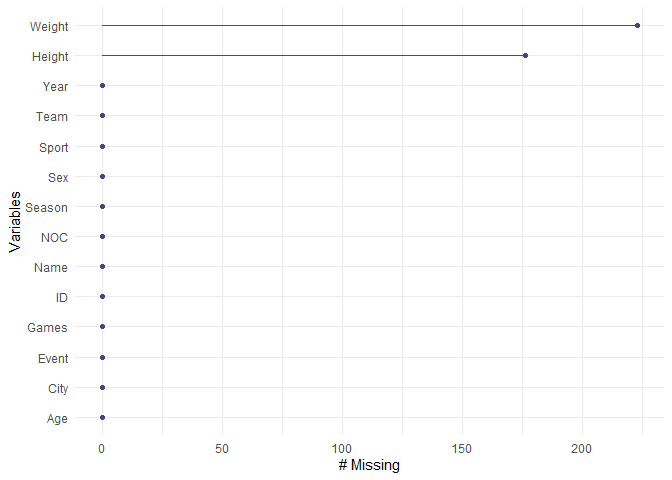 Weight
Height
Year
Team
Sport
Sex
Season
NOC
Name
ID
Games
Event
City
Age
Variables
0
50
100
150
200
# Missing